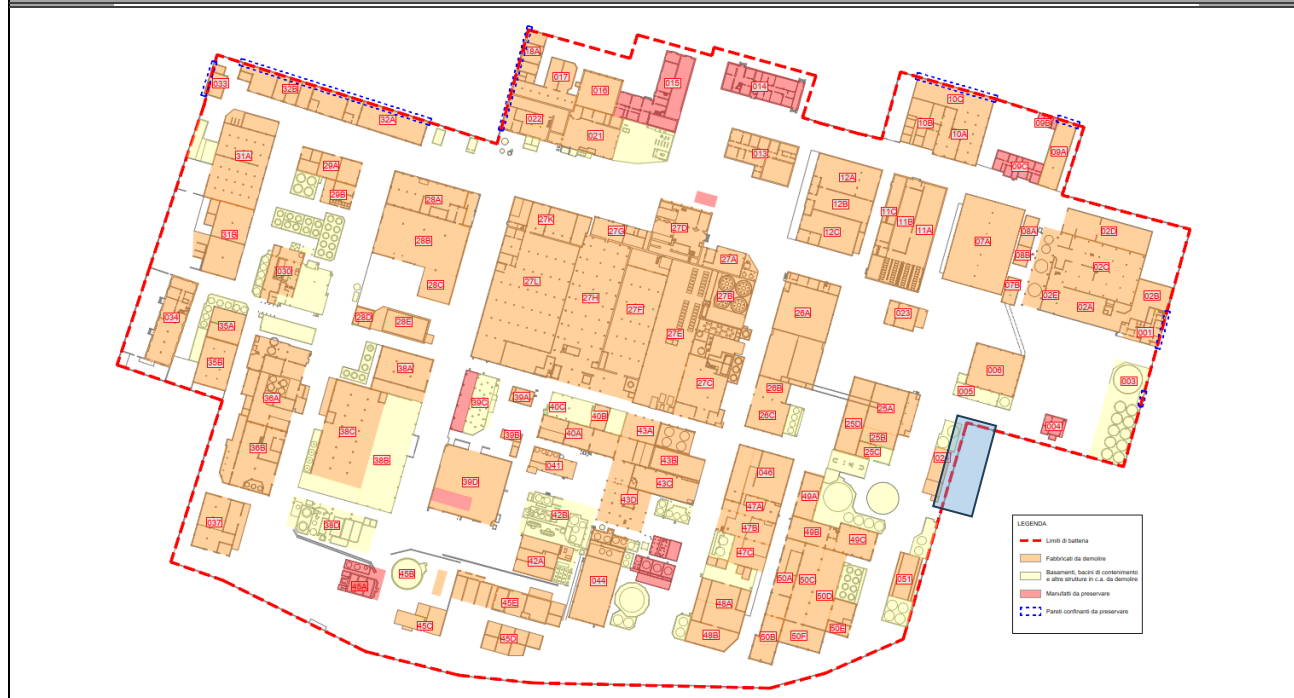 18A
017
016
015
014
033
32B
32A
022
021
10C
10B
10A
09B
09A
09C
013
31A
29A
29B
12A
12B
12C
11C
11B
11A
28A
28B
28C
27K
27G
27D
27A
07A
08A
08B
07B
02D
02C
02B
02E
02A
001
31B
030
27L
27H
27F
27B
27E
27C
26A
023
034
35A
35B
28D
28E
006
005
003
004
38A
36A
39C
39A
40C
40B
40A
43A
26B
26C
25A
25D
25B
25C
36B
38C
38B
39B
041
43B
43C
046
39D
43D
47A
49A
037
38D
42B
47B
49B
49C
42A
47C
044
45B
46A
45E
45C
45D
50A
50C
50D
051
48A
48B
50B
50F
50E
LEGENDA
Limiti di batteria
Fabbricati da demolire
Basamenti, bacini di contenimento
e altre strutture in c.a. da demolire
Manufatti da preservare
Pareti confinanti da preservare